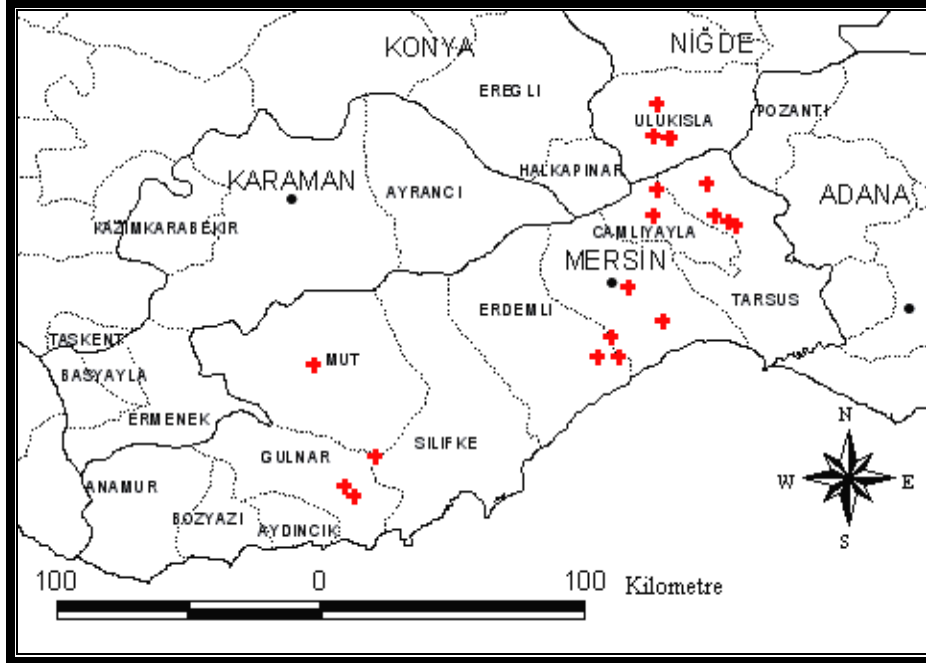 KONYA
NİĞDE
EREGLI
ULUKISLA
POZANTI
HALKAPINAR
KARAMAN
AYRANCI
ADANA
KAZIMKARABEKIR
CAMLIYAYLA
MERSİN
ERDEMLI
TARSUS
TASKENT
BASYAYLA
MUT
ERMENEK
SILIFKE
GULNAR
ANAMUR
BOZYAZI
AYDINCIK
N
W E
S
100 0 100 Kilometre